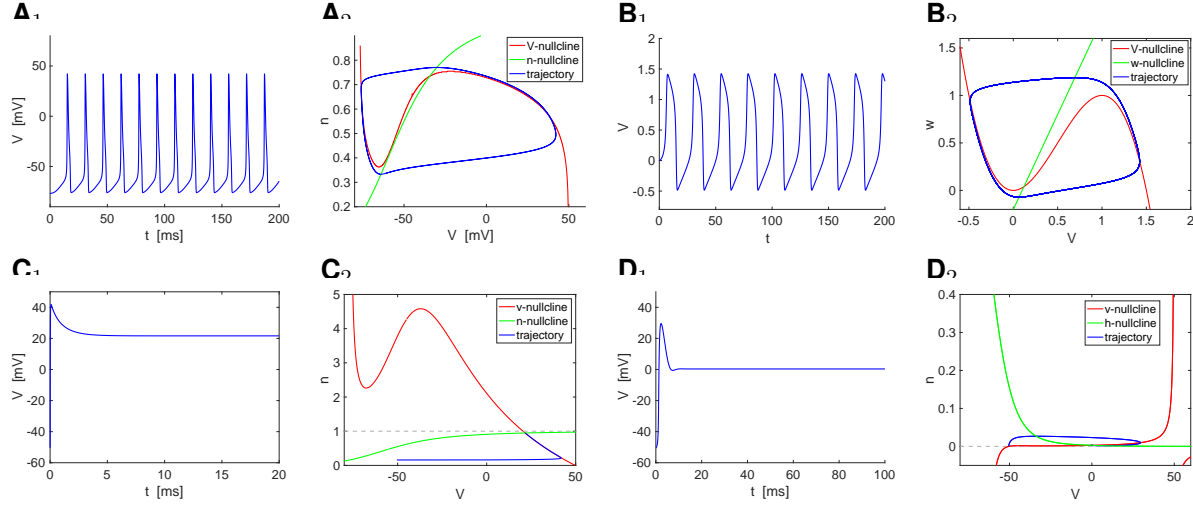 A₁
A₂
B₁
B₂
V-nullcline
n-nullcline
trajectory
V-nullcline
w-nullcline
trajectory
50
0
-50
V [mV]
0
50
100
150
200
t [ms]
0.9
0.8
0.7
0.6
0.5
0.4
0.3
0.2
n
-50
0
50
V [mV]
2
1.5
1
0.5
0
-0.5
V
0
50
100
150
200
t
1.5
1
0.5
0
w
-0.5
0
0.5
1
1.5
2
V
C₁
C₂
D₁
D₂
40
20
0
-20
-40
-60
V [mV]
0
5
10
15
20
t [ms]
v-nullcline
n-nullcline
trajectory
5
4
3
2
1
0
n
-50
0
50
V
40
20
0
-20
-40
-60
V [mV]
0
20
40
60
80
100
t [ms]
v-nullcline
h-nullcline
trajectory
0.4
0.3
0.2
0.1
0
n
-50
0
50
V